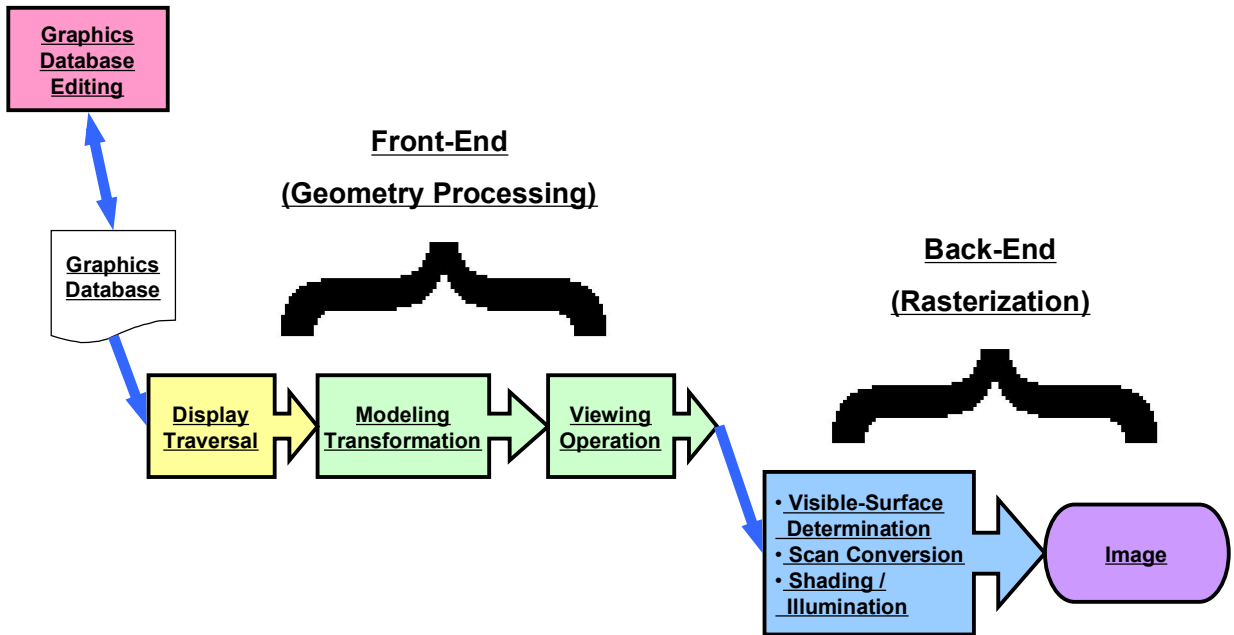 Graphics
Database
Editing
Front-End
(Geometry Processing)
Graphics
Database
Back-End
(Rasterization)
Display
Traversal
Modeling
Transformation
Viewing
Operation
• Visible-Surface
Determination
• Scan Conversion
• Shading /
Illumination
Image